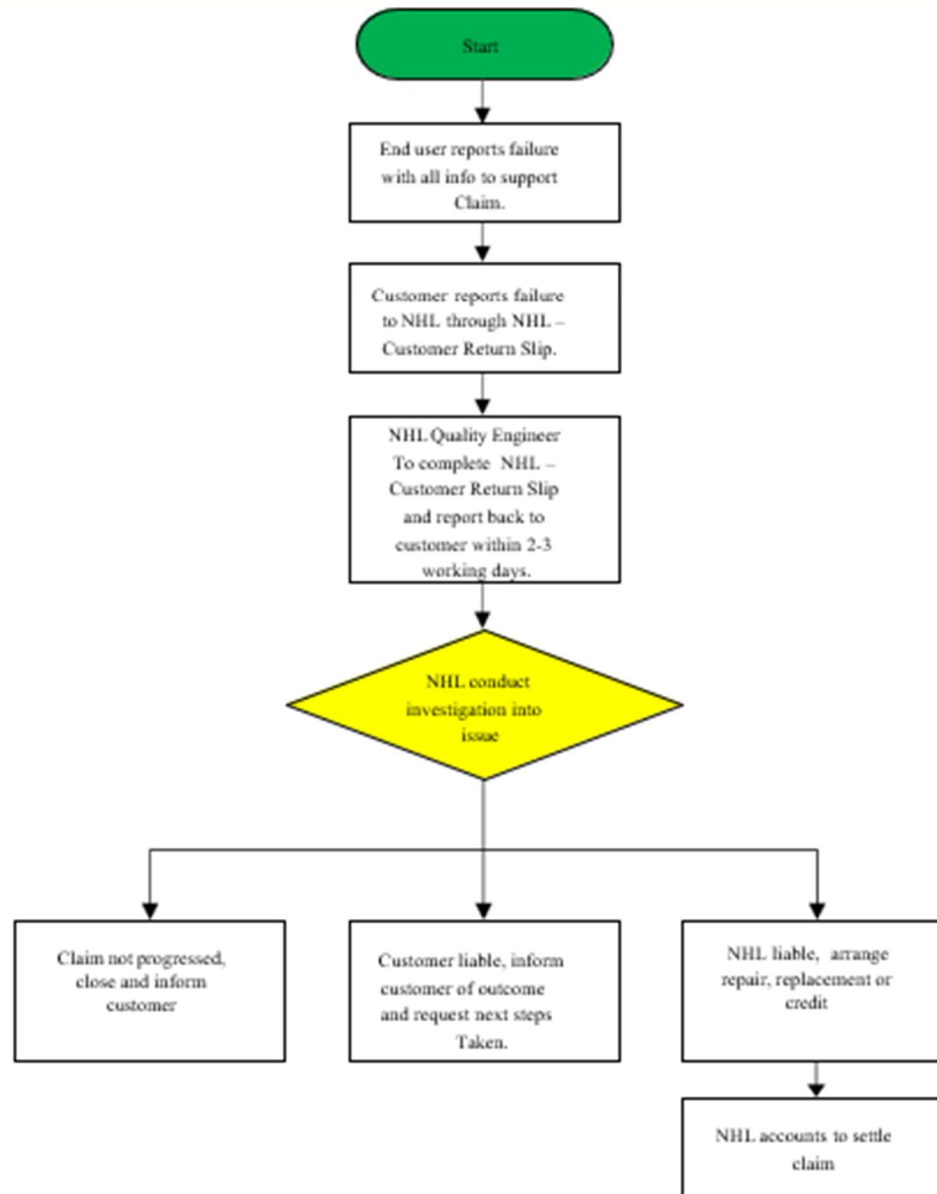 Start
End user reports failure
with all info to support
Claim.
Customer reports failure
to NHL through NHL –
Customer Return Slip.
NHL Quality Engineer
To complete NHL –
Customer Return Slip
and report back to
customer within 2-3
working days.
NHL conduct
investigation into
issue
Claim not progressed,
close and inform
customer
Customer liable, inform
customer of outcome
and request next steps
Taken.
NHL liable, arrange
repair, replacement or
credit
NHL accounts to settle
claim